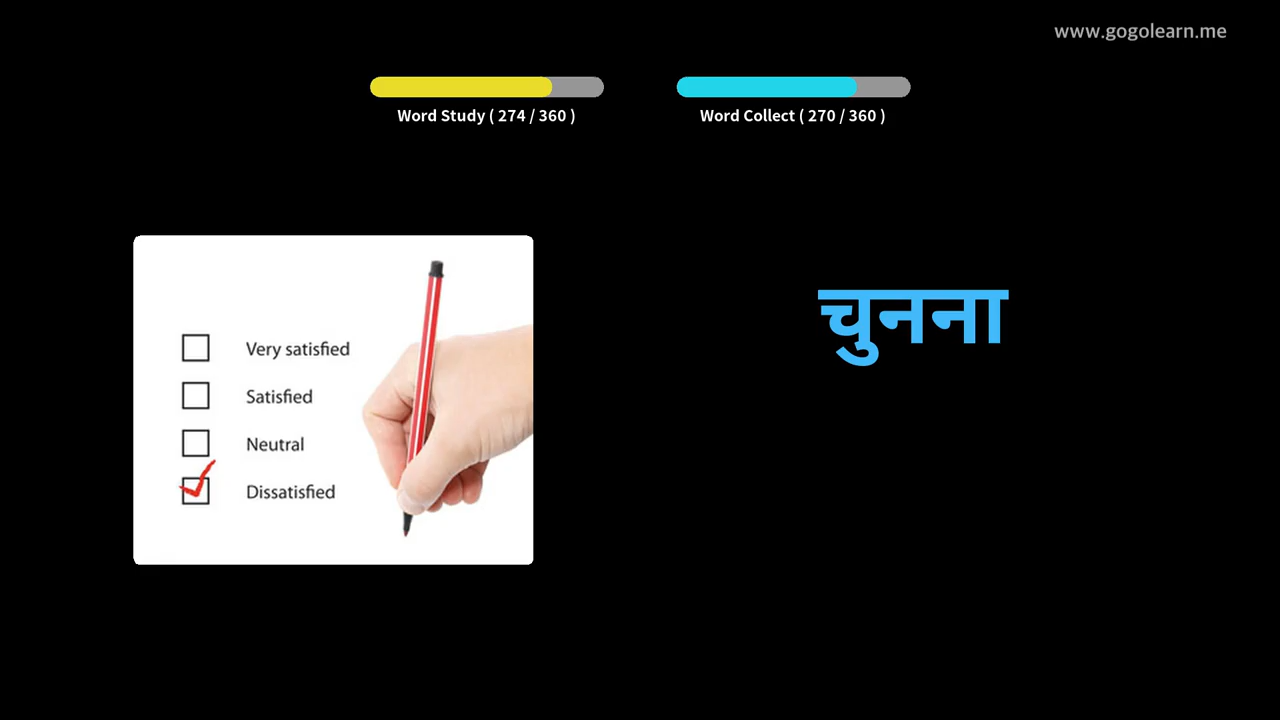 www.gogolearn.me
Word Study ( 274 / 360 )
Word Collect ( 270 / 360 )
Very satisfied
Satisfied
Neutral
Dissatisfied
चुनना